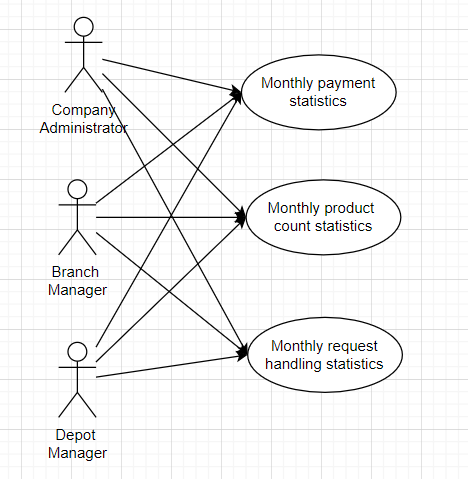 Company
Administrator
Monthly payment
statistics
Branch
Manager
Monthly product
count statistics
Depot
Manager
Monthly request
handling statistics